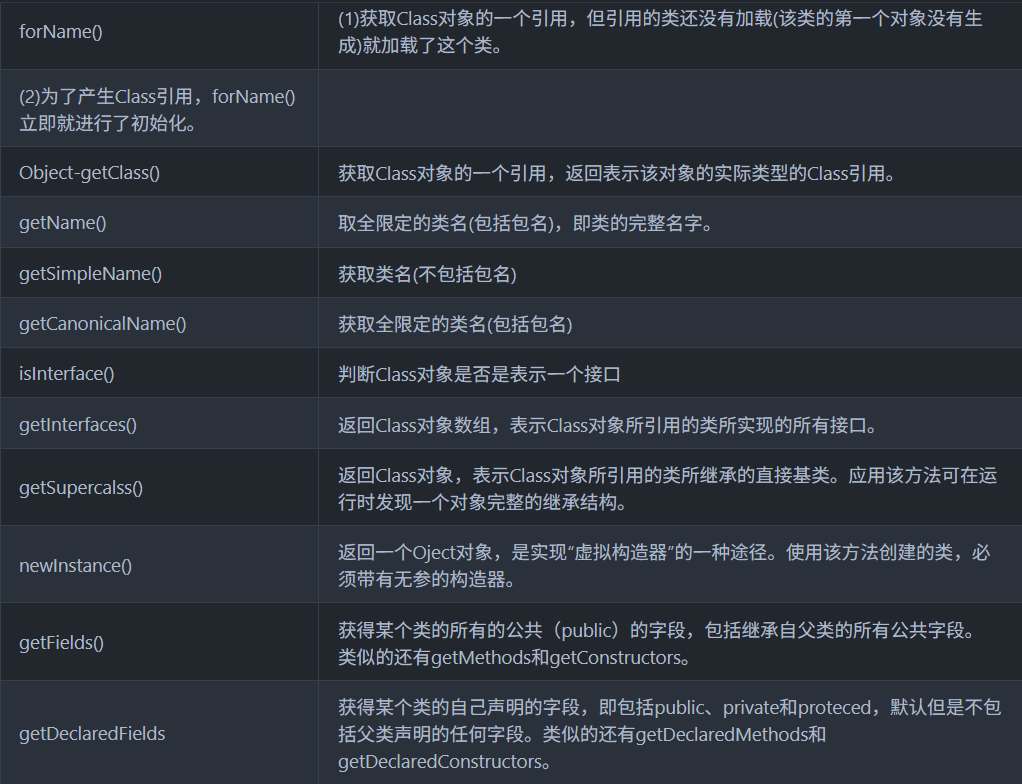 forName()
(1)获取Class对象的一个引用，但引用的类还没有加载(该类的第一个对象没有生
成)就加载了这个类。
(2)为了产生Class引用，forName()
立即就进行了初始化。
Object-getClass()
获取Class对象的一个引用，返回表示该对象的实际类型的Class引用。
getName()
取全限定的类名(包括包名)，即类的完整名字。
getSimpleName()
获取类名(不包括包名)
getCanonicalName()
获取全限定的类名(包括包名)
isInterface()
判断Class对象是否是表示一个接口
getInterfaces()
返回Class对象数组，表示Class对象所引用的类所实现的所有接口。
getSupercalss()
返回Class对象，表示Class对象所引用的类所继承的直接基类。应用该方法可在运
行时发现一个对象完整的继承结构。
newInstance()
返回一个Oject对象，是实现“虚拟构造器”的一种途径。使用该方法创建的类，必
须带有无参的构造器。
getFields()
获得某个类的所有的公共（public）的字段，包括继承自父类的所有公共字段。
类似的还有getMethods和getConstructors。
getDeclaredFields
获得某个类的自己声明的字段，即包括public、private和proteced，默认但是不包
括父类声明的任何字段。类似的还有getDeclaredMethods和
getDeclaredConstructors。